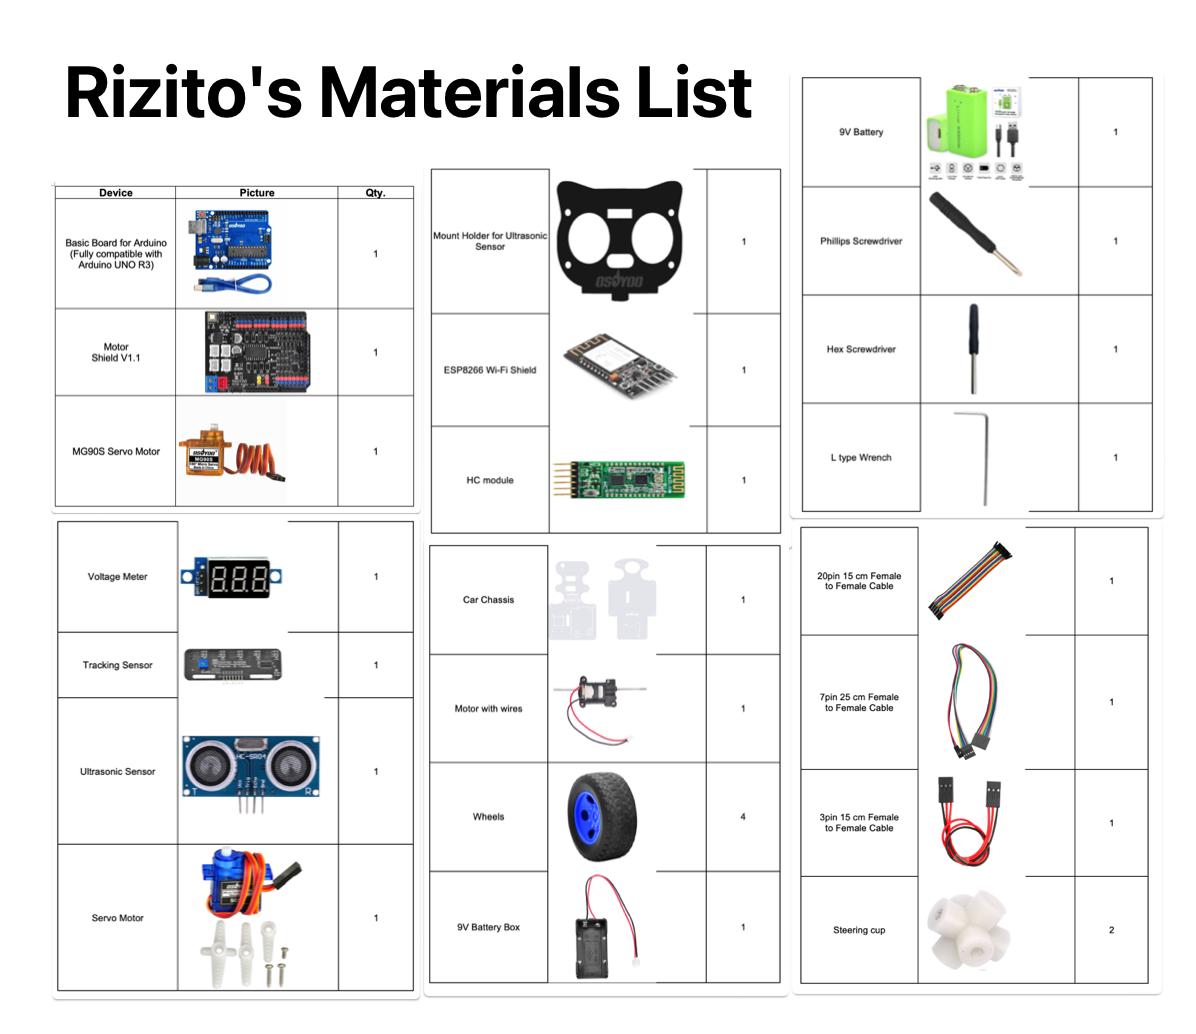 Rizito's Materials List
Device Picture Qty.
Basic Board for Arduino
(Fully compatible with
Arduino UNO R3)
1
Motor
Shield V1.1
1
MG90S Servo Motor
OSOYOO
MG90S
1
Voltage Meter
1
Tracking Sensor
1
Ultrasonic Sensor
HC-SR04
T R
1
Servo Motor
1
Mount Holder for Ultrasonic
Sensor
OSOYOO
1
ESP8266 Wi-Fi Shield
1
HC module
1
Car Chassis
1
Motor with wires
1
Wheels
4
9V Battery Box
1
9V Battery
1
Phillips Screwdriver
1
Hex Screwdriver
1
L type Wrench
1
20pin 15 cm Female
to Female Cable
1
7pin 25 cm Female
to Female Cable
1
3pin 15 cm Female
to Female Cable
1
Steering cup
2